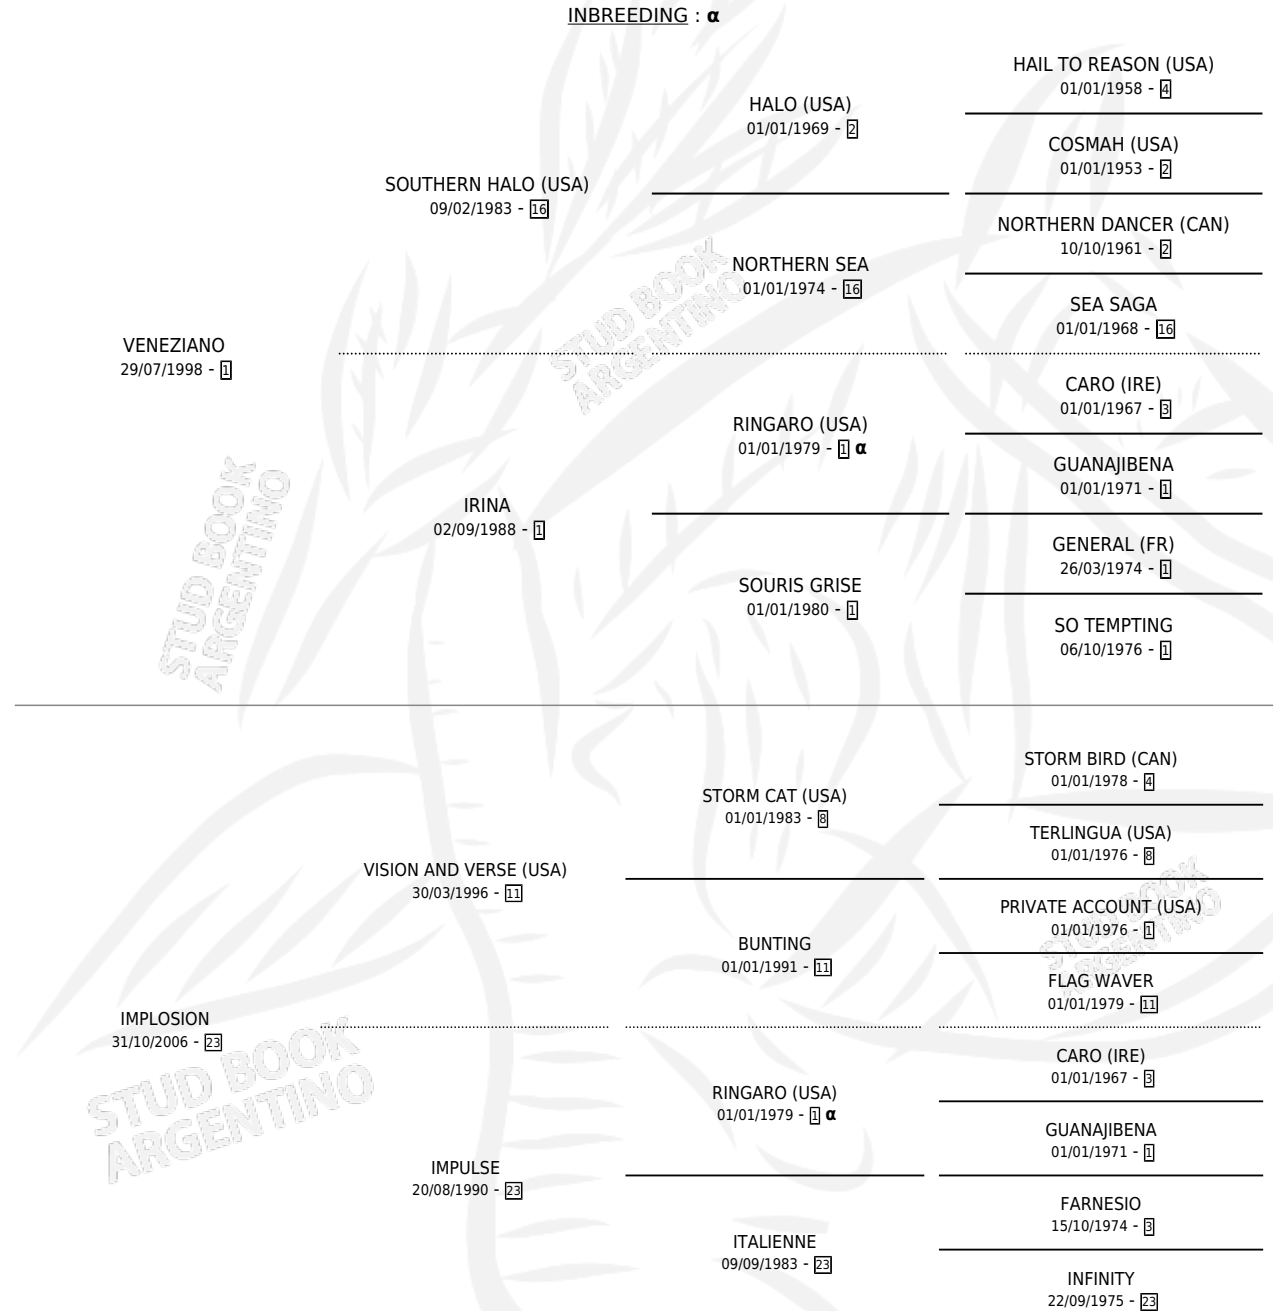 INBREEDING : α
HAIL TO REASON (USA)
01/01/1958 - 4
HALO (USA)
01/01/1969 - 2
COSMAH (USA)
01/01/1953 - 2
SOUTHERN HALO (USA)
09/02/1983 - 16
NORTHERN DANCER (CAN)
10/10/1961 - 2
NORTHERN SEA
01/01/1974 - 16
SEA SAGA
01/01/1968 - 16
VENEZIANO
29/07/1998 - 1
CARO (IRE)
01/01/1967 - 3
RINGARO (USA)
01/01/1979 - 1 α
GUANAJIBENA
01/01/1971 - 1
IRINA
02/09/1988 - 1
GENERAL (FR)
26/03/1974 - 1
SOURIS GRISE
01/01/1980 - 1
SO TEMPTING
06/10/1976 - 1
STORM BIRD (CAN)
01/01/1978 - 4
STORM CAT (USA)
01/01/1983 - 8
TERLINGUA (USA)
01/01/1976 - 8
VISION AND VERSE (USA)
30/03/1996 - 11
PRIVATE ACCOUNT (USA)
01/01/1976 - 1
BUNTING
01/01/1991 - 11
FLAG WAVER
01/01/1979 - 11
IMPLOSION
31/10/2006 - 23
CARO (IRE)
01/01/1967 - 3
RINGARO (USA)
01/01/1979 - 1 α
GUANAJIBENA
01/01/1971 - 1
IMPULSE
20/08/1990 - 23
FARNESIO
15/10/1974 - 3
ITALIENNE
09/09/1983 - 23
INFINITY
22/09/1975 - 23
STUD BOOK
ARGENTINO
STUD BOOK
ARGENTINO
STUD BOOK
ARGENTINO
STUD BOOK
ARGENTINO